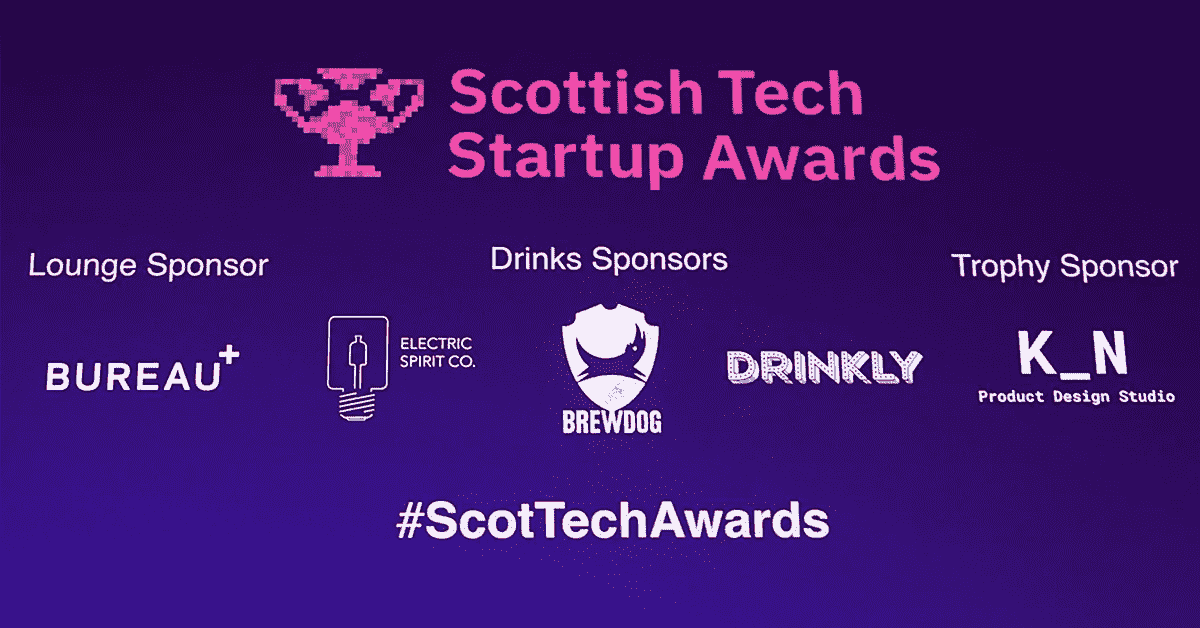 Scottish Tech
Startup Awards
Lounge Sponsor
Drinks Sponsors
Trophy Sponsor
BUREAU+
ELECTRIC
SPIRIT CO.
BREWDOG
DRINKLY
K_N
Product Design Studio
#ScotTechAwards